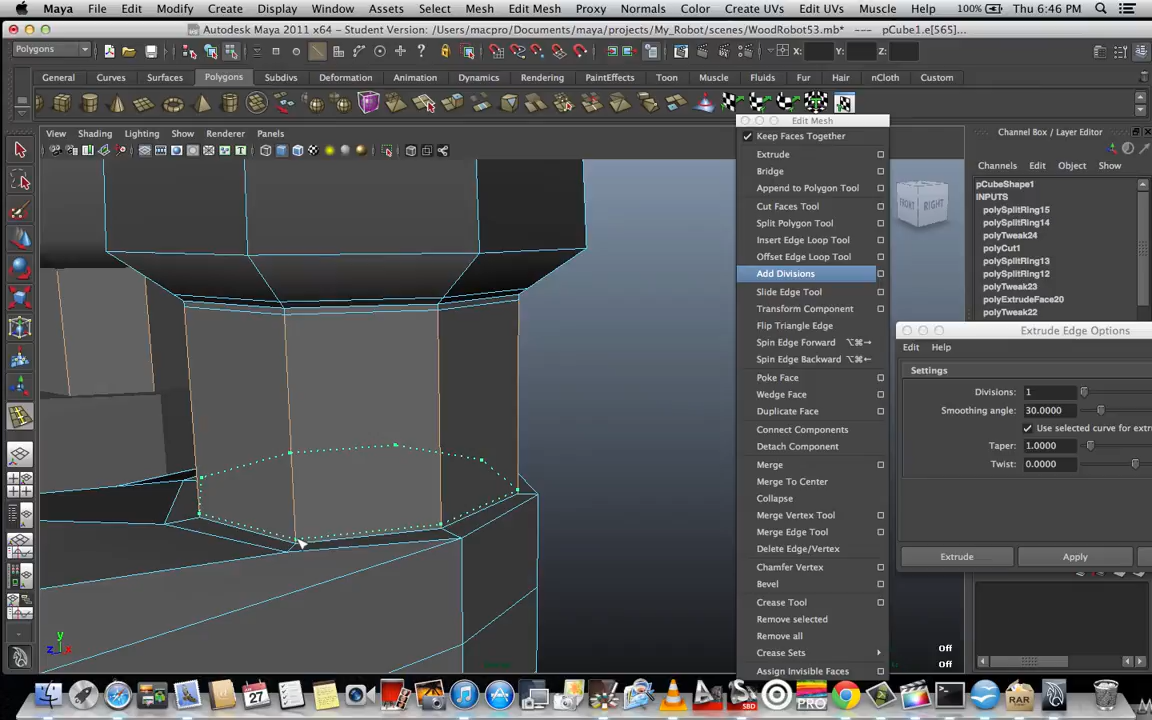 Maya File Edit Modify Create Display Window Assets Select Mesh Edit Mesh Proxy Normals Color Create UVs Edit UVs Muscle Help 100% Thu 6:46 PM
Autodesk Maya 2011 x64 - : /Users/macpro/Documents/maya/projects/My_Robot/scenes/WoodRobot53.mb* --- pCube1.e[565]...
Polygons X: Y: Z:
General Curves Surfaces Polygons Subdivs Deformation Animation Dynamics Rendering PaintEffects Toon Muscle Fluids Fur Hair nCloth Custom
View Shading Lighting Show Renderer Panels
Edit Mesh
Keep Faces Together
Extrude
Bridge
Append to Polygon Tool
Cut Faces Tool
Split Polygon Tool
Insert Edge Loop Tool
Offset Edge Loop Tool
Add Divisions
Slide Edge Tool
Transform Component
Flip Triangle Edge
Spin Edge Forward ⌥⌘→
Spin Edge Backward ⌥⌘←
Poke Face
Wedge Face
Duplicate Face
Connect Components
Detach Component
Merge
Merge To Center
Collapse
Merge Vertex Tool
Merge Edge Tool
Delete Edge/Vertex
Chamfer Vertex
Bevel
Crease Tool
Remove selected
Remove all
Crease Sets
Assign Invisible Faces
FRONT RIGHT
Channel Box / Layer Editor
Channels Edit Object Show
pCubeShape1
INPUTS
polySplitRing15
polySplitRing14
polyTweak24
polyCut1
polySplitRing13
polySplitRing12
polyTweak23
polyExtrudeFace20
polyTweak22
Extrude Edge Options
Edit Help
Settings
Divisions: 1
Smoothing angle: 30.0000
Use selected curve for extr
Taper: 1.0000
Twist: 0.0000
Extrude Apply
Off
Off
y
z x